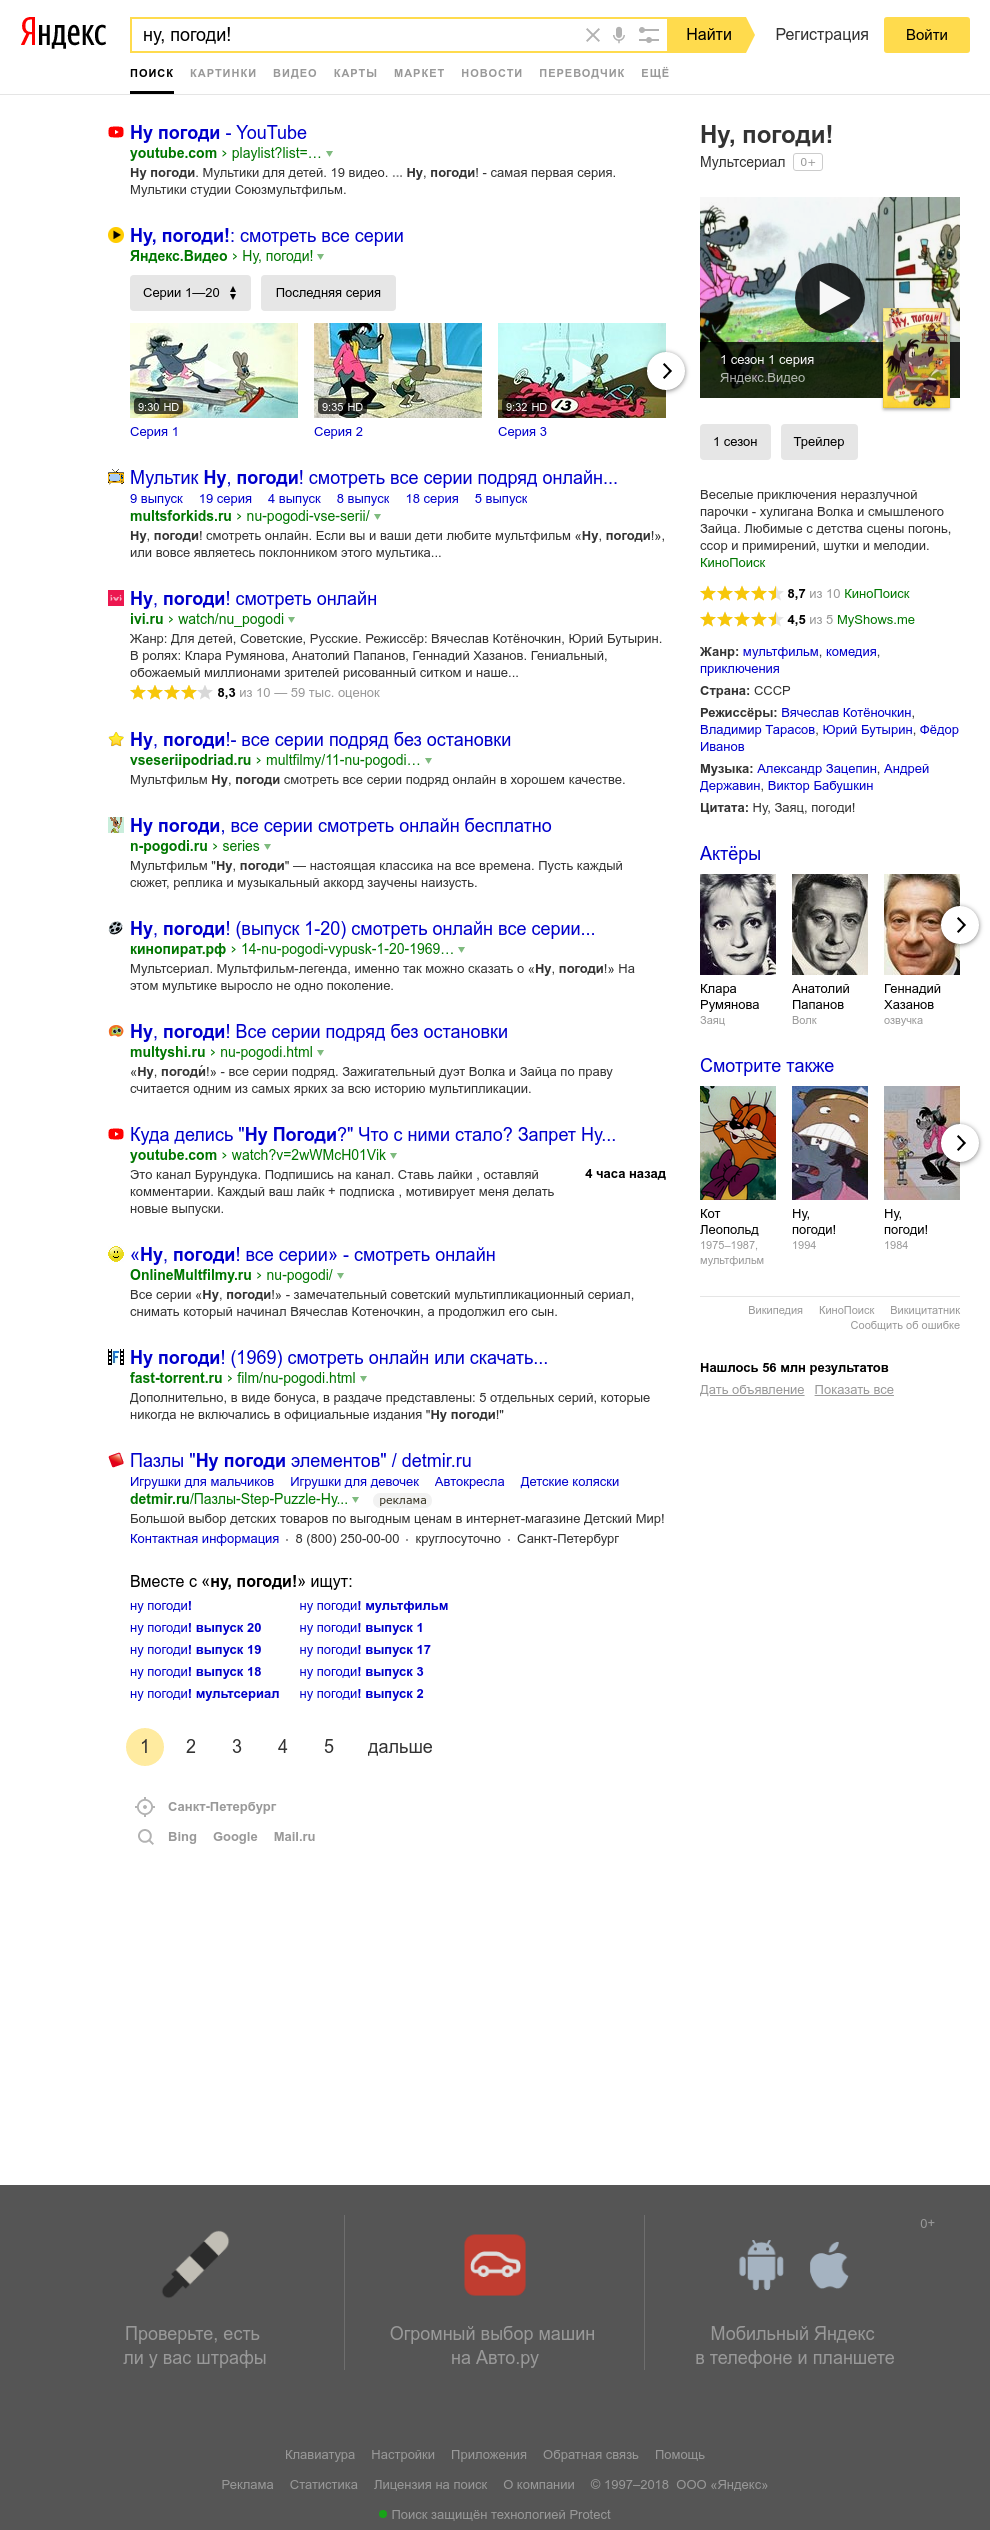 Яндекс
ну, погоди!
Найти
Регистрация
Войти
ПОИСК КАРТИНКИ ВИДЕО КАРТЫ МАРКЕТ НОВОСТИ ПЕРЕВОДЧИК ЕЩЁ
Ну погоди - YouTube
youtube.com › playlist?list=…
Ну погоди. Мультики для детей. 19 видео. ... Ну, погоди! - самая первая серия.
Мультики студии Союзмультфильм.
Ну, погоди!: смотреть все серии
Яндекс.Видео › Ну, погоди!
Серии 1—20
Последняя серия
9:30 HD
9:35 HD
9:32 HD
13
Серия 1
Серия 2
Серия 3
Мультик Ну, погоди! смотреть все серии подряд онлайн...
9 выпуск 19 серия 4 выпуск 8 выпуск 18 серия 5 выпуск
multsforkids.ru › nu-pogodi-vse-serii/
Ну, погоди! смотреть онлайн. Если вы и ваши дети любите мультфильм «Ну, погоди!»,
или вовсе являетесь поклонником этого мультика...
ivi
Ну, погоди! смотреть онлайн
ivi.ru › watch/nu_pogodi
Жанр: Для детей, Советские, Русские. Режиссёр: Вячеслав Котёночкин, Юрий Бутырин.
В ролях: Клара Румянова, Анатолий Папанов, Геннадий Хазанов. Гениальный,
обожаемый миллионами зрителей рисованный ситком и наше...
8,3 из 10 — 59 тыс. оценок
Ну, погоди!- все серии подряд без остановки
vseseriipodriad.ru › multfilmy/11-nu-pogodi…
Мультфильм Ну, погоди смотреть все серии подряд онлайн в хорошем качестве.
Ну погоди, все серии смотреть онлайн бесплатно
n-pogodi.ru › series
Мультфильм "Ну, погоди" — настоящая классика на все времена. Пусть каждый
сюжет, реплика и музыкальный аккорд заучены наизусть.
Ну, погоди! (выпуск 1-20) смотреть онлайн все серии...
кинопират.рф › 14-nu-pogodi-vypusk-1-20-1969…
Мультсериал. Мультфильм-легенда, именно так можно сказать о «Ну, погоди!» На
этом мультике выросло не одно поколение.
Ну, погоди! Все серии подряд без остановки
multyshi.ru › nu-pogodi.html
«Ну, погоди́!» - все серии подряд. Зажигательный дуэт Волка и Зайца по праву
считается одним из самых ярких за всю историю мультипликации.
Куда делись "Ну Погоди?" Что с ними стало? Запрет Ну...
youtube.com › watch?v=2wWMcH01Vik
Это канал Бурундука. Подпишись на канал. Ставь лайки , оставляй
комментарии. Каждый ваш лайк + подписка , мотивирует меня делать
новые выпуски.
4 часа назад
«Ну, погоди! все серии» - смотреть онлайн
OnlineMultfilmy.ru › nu-pogodi/
Все серии «Ну, погоди!» - замечательный советский мультипликационный сериал,
снимать который начинал Вячеслав Котеночкин, а продолжил его сын.
F
Ну погоди! (1969) смотреть онлайн или скачать...
fast-torrent.ru › film/nu-pogodi.html
Дополнительно, в виде бонуса, в раздаче представлены: 5 отдельных серий, которые
никогда не включались в официальные издания "Ну погоди!"
Пазлы "Ну погоди элементов" / detmir.ru
Игрушки для мальчиков Игрушки для девочек Автокресла Детские коляски
detmir.ru/Пазлы-Step-Puzzle-Ну... реклама
Большой выбор детских товаров по выгодным ценам в интернет-магазине Детский Мир!
Контактная информация · 8 (800) 250-00-00 · круглосуточно · Санкт-Петербург
Вместе с «ну, погоди!» ищут:
ну погоди! ну погоди! мультфильм
ну погоди! выпуск 20 ну погоди! выпуск 1
ну погоди! выпуск 19 ну погоди! выпуск 17
ну погоди! выпуск 18 ну погоди! выпуск 3
ну погоди! мультсериал ну погоди! выпуск 2
1 2 3 4 5 дальше
Санкт-Петербург
Bing Google Mail.ru
Ну, погоди!
Мультсериал 0+
НУ, ПОГОДИ!
1 сезон 1 серия
Яндекс.Видео
1 сезон
Трейлер
Веселые приключения неразлучной
парочки - хулигана Волка и смышленого
Зайца. Любимые с детства сцены погонь,
ссор и примирений, шутки и мелодии.
КиноПоиск
8,7 из 10 КиноПоиск
4,5 из 5 MyShows.me
Жанр: мультфильм, комедия,
приключения
Страна: СССР
Режиссёры: Вячеслав Котёночкин,
Владимир Тарасов, Юрий Бутырин, Фёдор
Иванов
Музыка: Александр Зацепин, Андрей
Державин, Виктор Бабушкин
Цитата: Ну, Заяц, погоди!
Актёры
Клара
Румянова
Заяц
Анатолий
Папанов
Волк
Геннадий
Хазанов
озвучка
Смотрите также
Кот
Леопольд
1975–1987,
мультфильм
Ну,
погоди!
1994
Ну,
погоди!
1984
Википедия КиноПоиск Викицитатник
Сообщить об ошибке
Нашлось 56 млн результатов
Дать объявление Показать все
0+
Проверьте, есть
ли у вас штрафы
Огромный выбор машин
на Авто.ру
Мобильный Яндекс
в телефоне и планшете
Клавиатура Настройки Приложения Обратная связь Помощь
Реклама Статистика Лицензия на поиск О компании © 1997–2018 ООО «Яндекс»
Поиск защищён технологией Protect